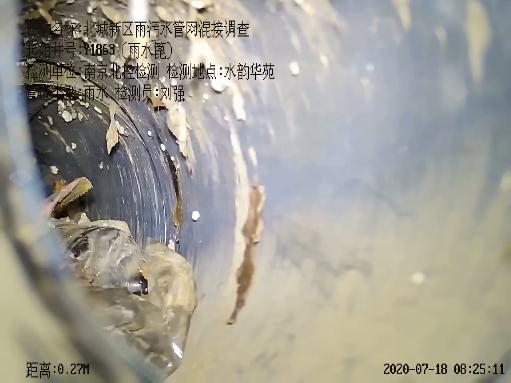 北城新区雨污水管网混接调查
Y1863(雨水篦)
检测单位:南京北控检测 检测地点:水韵华苑
雨水 检测员:刘强
距离:0.27M
2020-07-18 08:25:11